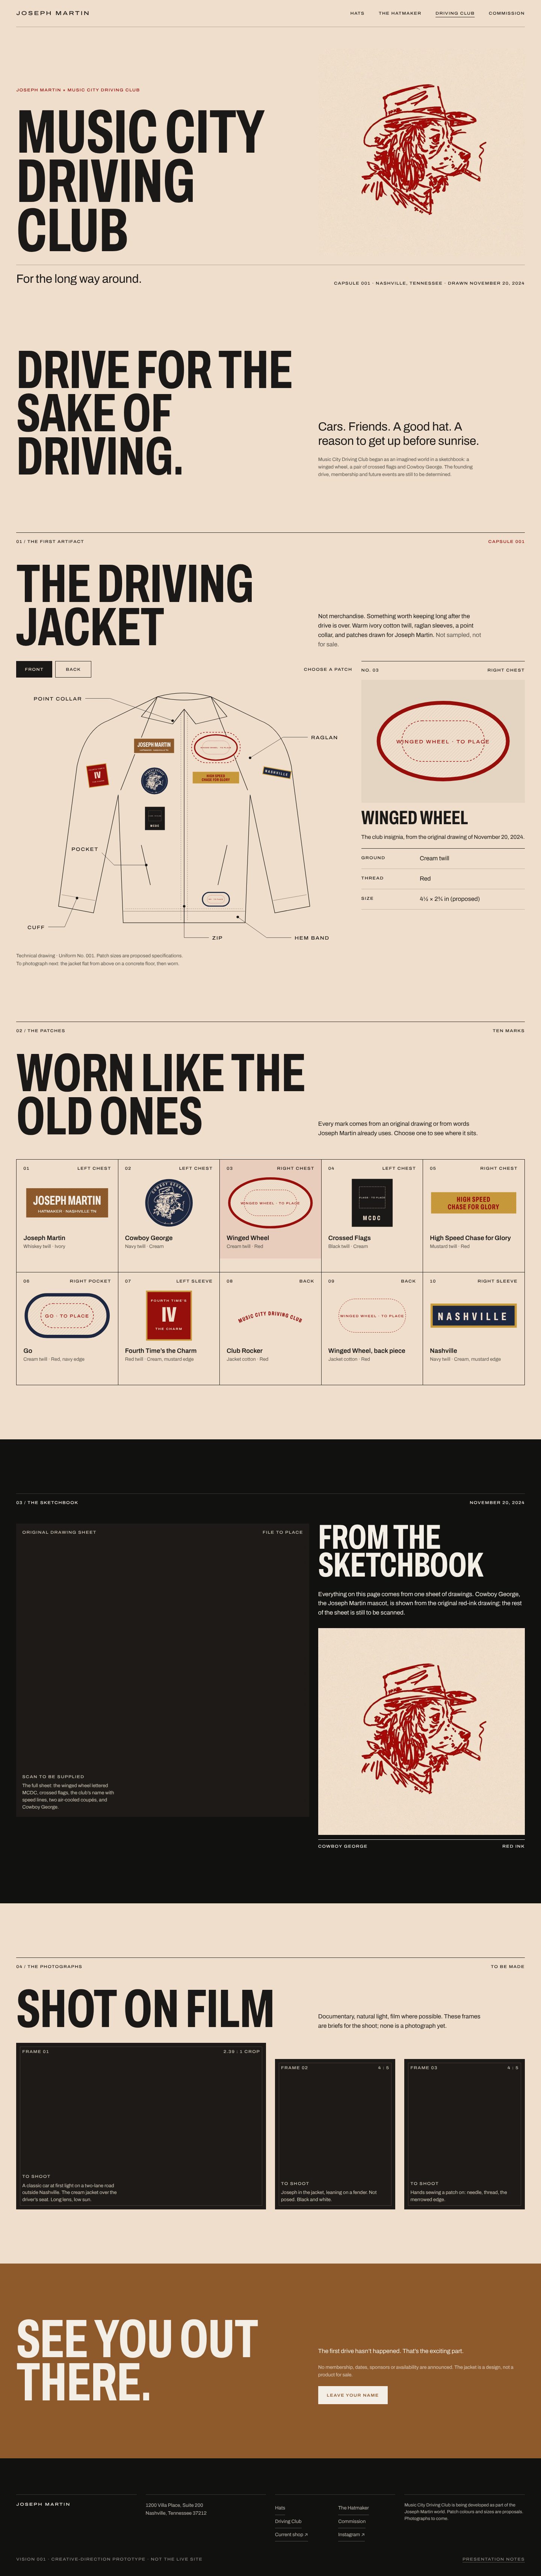 JOSEPH MARTIN
HATS THE HATMAKER DRIVING CLUB COMMISSION
JOSEPH MARTIN × MUSIC CITY DRIVING CLUB
MUSIC CITY
DRIVING
CLUB
For the long way around.
CAPSULE 001 · NASHVILLE, TENNESSEE · DRAWN NOVEMBER 20, 2024
DRIVE FOR THE
SAKE OF
DRIVING.
Cars. Friends. A good hat. A
reason to get up before sunrise.
Music City Driving Club began as an imagined world in a sketchbook: a
winged wheel, a pair of crossed flags and Cowboy George. The founding
drive, membership and future events are still to be determined.
01 / THE FIRST ARTIFACT
CAPSULE 001
THE DRIVING
JACKET
Not merchandise. Something worth keeping long after the
drive is over. Warm ivory cotton twill, raglan sleeves, a point
collar, and patches drawn for Joseph Martin. Not sampled, not
for sale.
FRONT
BACK
CHOOSE A PATCH
POINT COLLAR
RAGLAN
POCKET
CUFF
ZIP
HEM BAND
JOSEPH MARTIN
HIGH SPEED
CHASE FOR GLORY
NASHVILLE
IV
MCDC
Technical drawing · Uniform No. 001. Patch sizes are proposed specifications.
To photograph next: the jacket flat from above on a concrete floor, then worn.
NO. 03
RIGHT CHEST
WINGED WHEEL · TO PLACE
WINGED WHEEL
The club insignia, from the original drawing of November 20, 2024.
GROUND Cream twill
THREAD Red
SIZE 4½ × 2¾ in (proposed)
02 / THE PATCHES
TEN MARKS
WORN LIKE THE
OLD ONES
Every mark comes from an original drawing or from words
Joseph Martin already uses. Choose one to see where it sits.
01 LEFT CHEST
JOSEPH MARTIN
HATMAKER · NASHVILLE TN
Joseph Martin
Whiskey twill · Ivory
02 LEFT CHEST
COWBOY GEORGE
Cowboy George
Navy twill · Cream
03 RIGHT CHEST
WINGED WHEEL · TO PLACE
Winged Wheel
Cream twill · Red
04 LEFT CHEST
MCDC
Crossed Flags
Black twill · Cream
05 RIGHT CHEST
HIGH SPEED
CHASE FOR GLORY
High Speed Chase for Glory
Mustard twill · Red
06 RIGHT POCKET
GO · TO PLACE
Go
Cream twill · Red, navy edge
07 LEFT SLEEVE
FOURTH TIME'S
IV
THE CHARM
Fourth Time's the Charm
Red twill · Cream, mustard edge
08 BACK
MUSIC CITY DRIVING CLUB
Club Rocker
Jacket cotton · Red
09 BACK
WINGED WHEEL · TO PLACE
Winged Wheel, back piece
Jacket cotton · Red
10 RIGHT SLEEVE
NASHVILLE
Nashville
Navy twill · Cream, mustard edge
03 / THE SKETCHBOOK
NOVEMBER 20, 2024
ORIGINAL DRAWING SHEET
FILE TO PLACE
SCAN TO BE SUPPLIED
The full sheet: the winged wheel lettered
MCDC, crossed flags, the club's name with
speed lines, two air-cooled coupés, and
Cowboy George.
FROM THE
SKETCHBOOK
Everything on this page comes from one sheet of drawings. Cowboy George,
the Joseph Martin mascot, is shown from the original red-ink drawing; the rest
of the sheet is still to be scanned.
COWBOY GEORGE
RED INK
04 / THE PHOTOGRAPHS
TO BE MADE
SHOT ON FILM
Documentary, natural light, film where possible. These frames
are briefs for the shoot; none is a photograph yet.
FRAME 01
2.39 : 1 CROP
TO SHOOT
A classic car at first light on a two-lane road
outside Nashville. The cream jacket over the
driver's seat. Long lens, low sun.
FRAME 02
4 : 5
TO SHOOT
Joseph in the jacket, leaning on a fender. Not
posed. Black and white.
FRAME 03
4 : 5
TO SHOOT
Hands sewing a patch on: needle, thread, the
merrowed edge.
SEE YOU OUT
THERE.
The first drive hasn't happened. That's the exciting part.
No membership, dates, sponsors or availability are announced. The jacket is a design, not a
product for sale.
LEAVE YOUR NAME
JOSEPH MARTIN
1200 Villa Place, Suite 200
Nashville, Tennessee 37212
Hats
Driving Club
Current shop ↗
The Hatmaker
Commission
Instagram ↗
Music City Driving Club is being developed as part of the
Joseph Martin world. Patch colours and sizes are proposals.
Photographs to come.
VISION 001 · CREATIVE-DIRECTION PROTOTYPE · NOT THE LIVE SITE
PRESENTATION NOTES